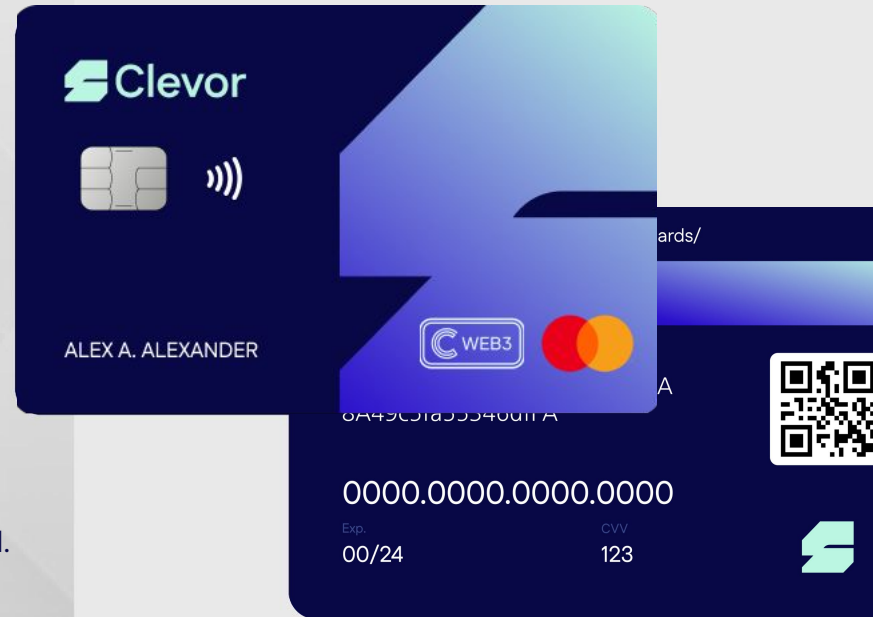 Clevor
ALEX A. ALEXANDER
WEB3
ards/
A
0000.0000.0000.0000
Exp.
CVV
00/24
123